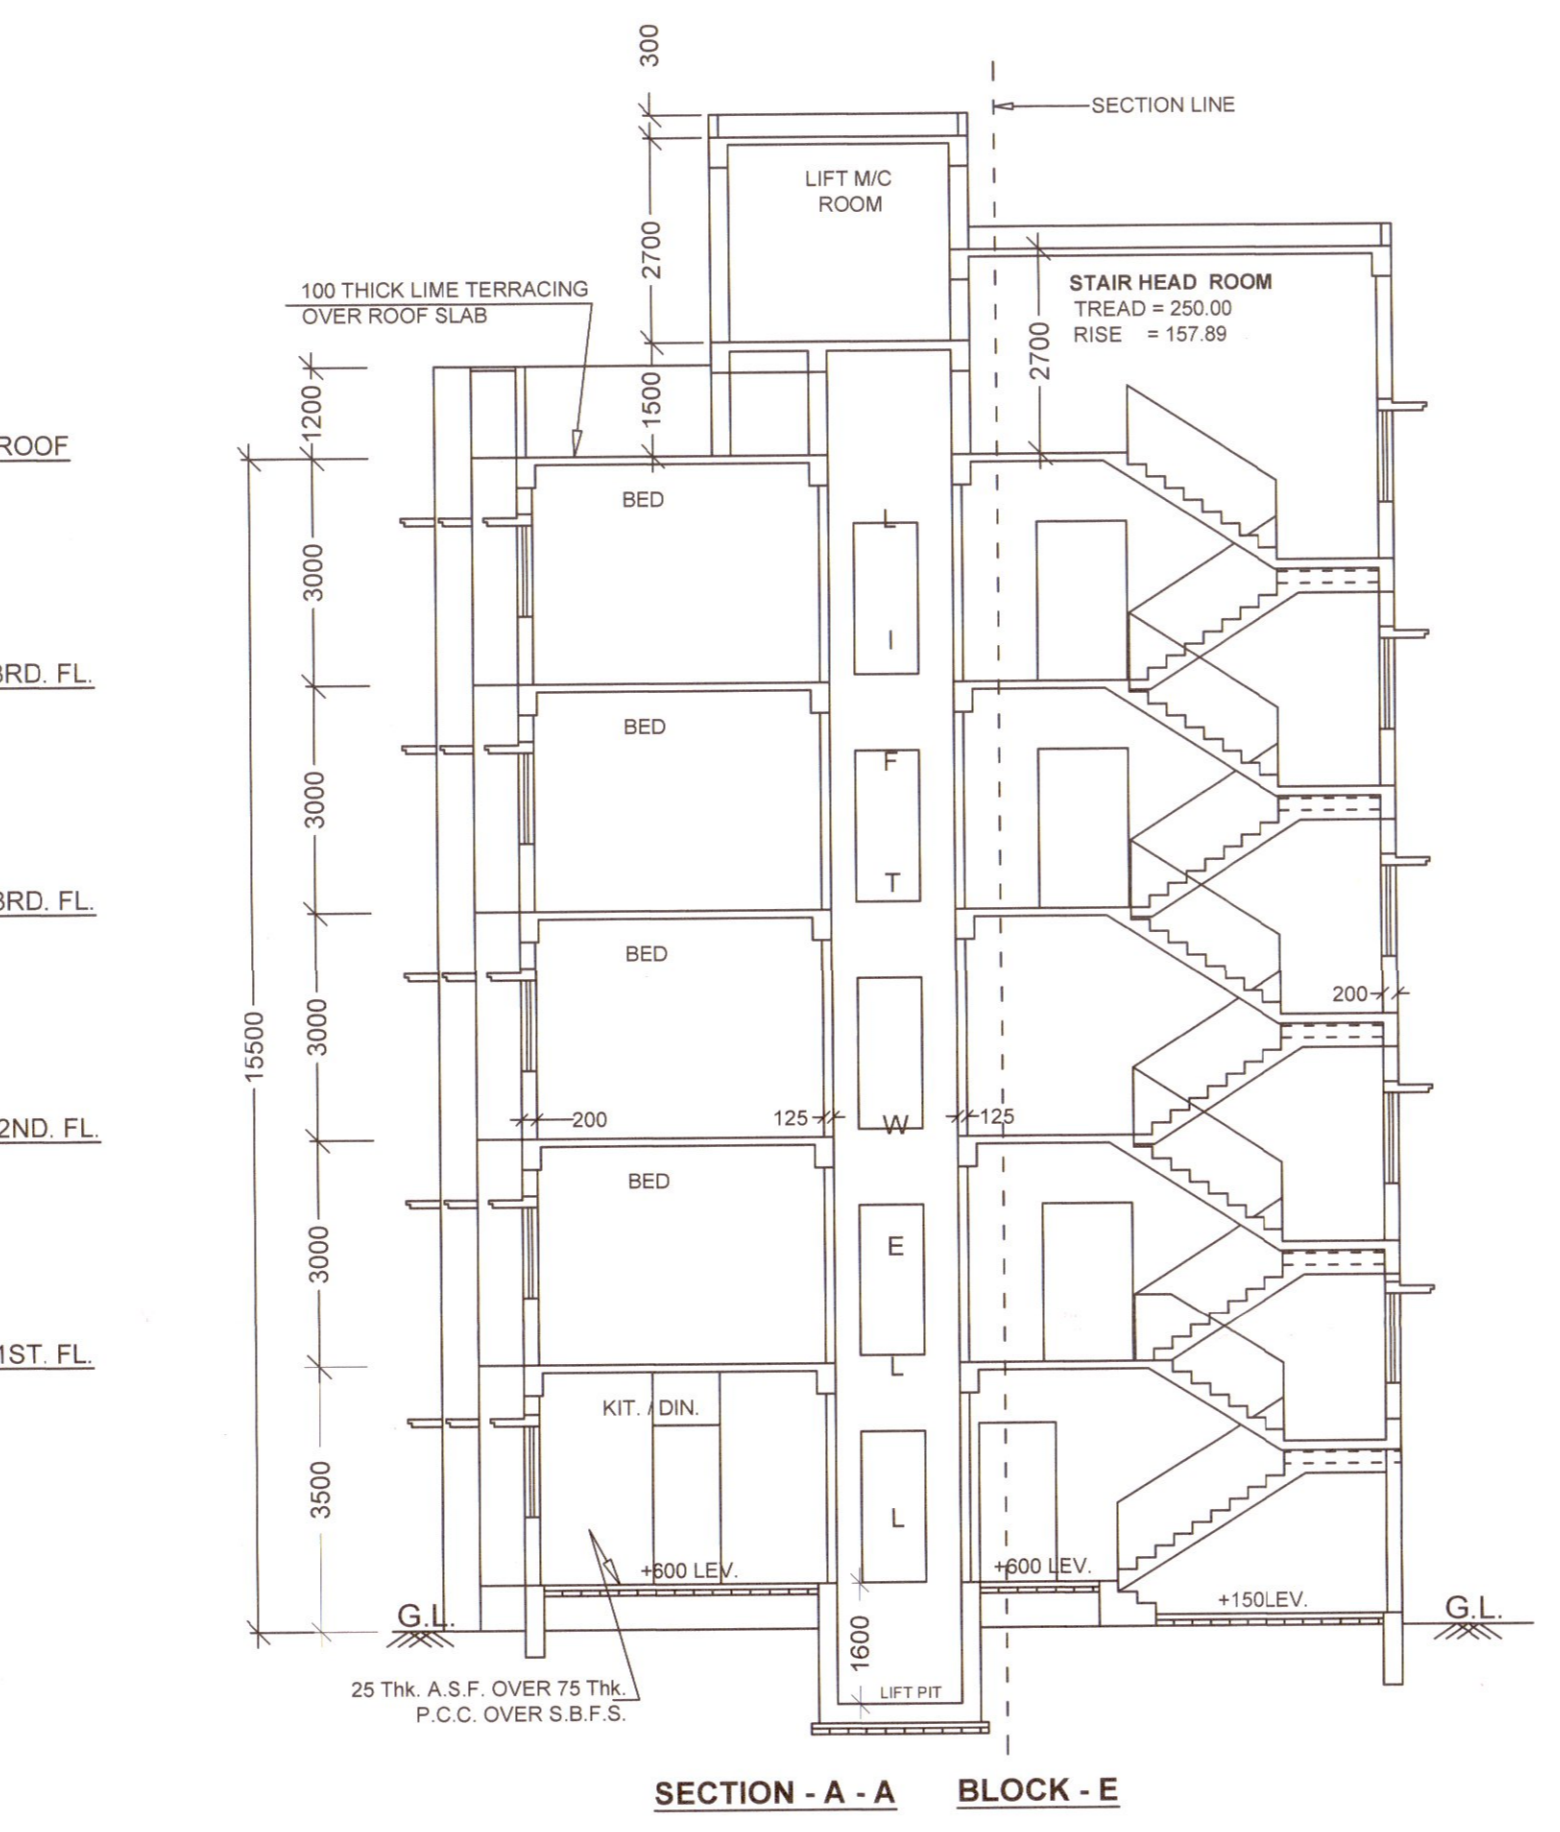 300
SECTION LINE
LIFT M/C
ROOM
2700
STAIR HEAD ROOM
TREAD = 250.00
RISE = 157.89
100 THICK LIME TERRACING
OVER ROOF SLAB
2700
1200
1500
ROOF
BED
L
3000
I
3RD. FL.
BED
F
3000
T
3RD. FL.
BED
200
15500
3000
200
125
W
125
2ND. FL.
BED
E
3000
1ST. FL.
L
KIT. / DIN.
3500
L
+600 LEV.
+600 LEV.
+150LEV.
G.L.
G.L.
1600
25 Thk. A.S.F. OVER 75 Thk.
P.C.C. OVER S.B.F.S.
LIFT PIT
SECTION - A - A BLOCK - E